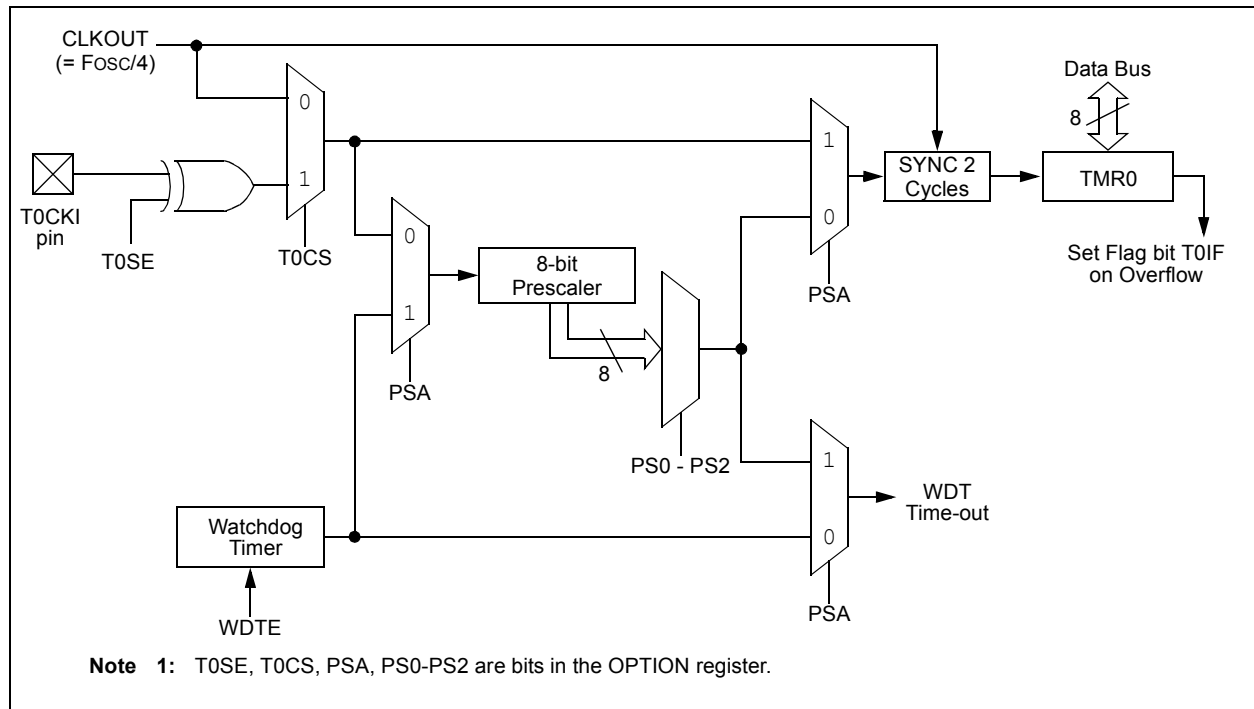 CLKOUT
(= FOSC/4)
Data Bus
8
0
1
1
0
SYNC 2
Cycles
TMR0
T0CKI
pin
T0SE
T0CS
0
1
8-bit
Prescaler
PSA
Set Flag bit T0IF
on Overflow
8
PSA
PS0 - PS2
1
0
WDT
Time-out
Watchdog
Timer
PSA
WDTE
Note 1: T0SE, T0CS, PSA, PS0-PS2 are bits in the OPTION register.